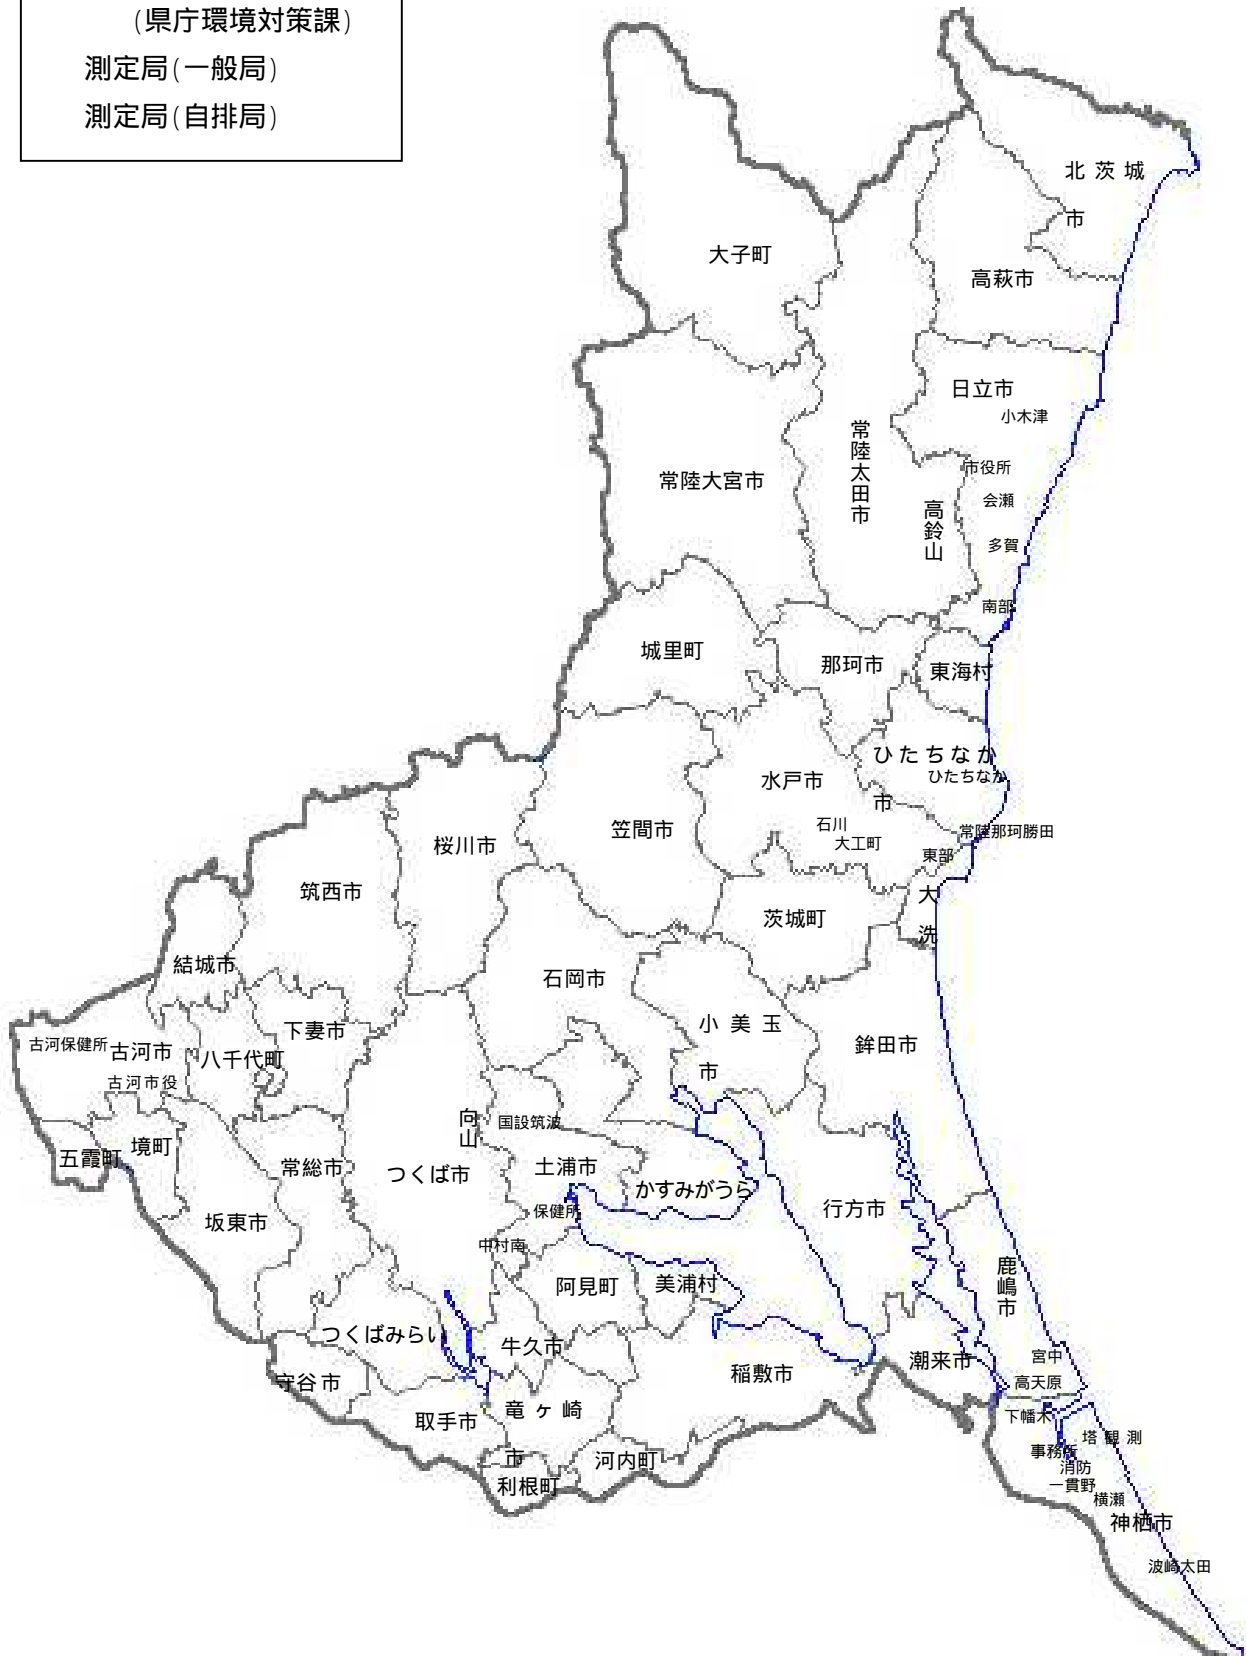 (県庁環境対策課)
測定局(一般局)
測定局(自排局)
北茨城
市
大子町
高萩市
日立市
小木津
常陸太田市
市役所
常陸大宮市
会瀬
高鈴山
多賀
南部
城里町
那珂市
東海村
ひたちなか
ひたちなか
市
水戸市
石川
笠間市
常陸那珂勝田
大工町
桜川市
東部
筑西市
大洗
茨城町
結城市
石岡市
小美玉
市
下妻市
鉾田市
古河保健所
古河市
八千代町
古河市役
向山
国設筑波
境町
五霞町
常総市
土浦市
つくば市
かすみがうら
行方市
保健所
坂東市
中村南
阿見町
美浦村
鹿嶋市
つくばみらい
牛久市
宮中
潮来市
稲敷市
守谷市
高天原
竜ヶ崎
市
取手市
下幡木
塔観測
事務所
河内町
消防
利根町
一貫野
横瀬
神栖市
波崎太田